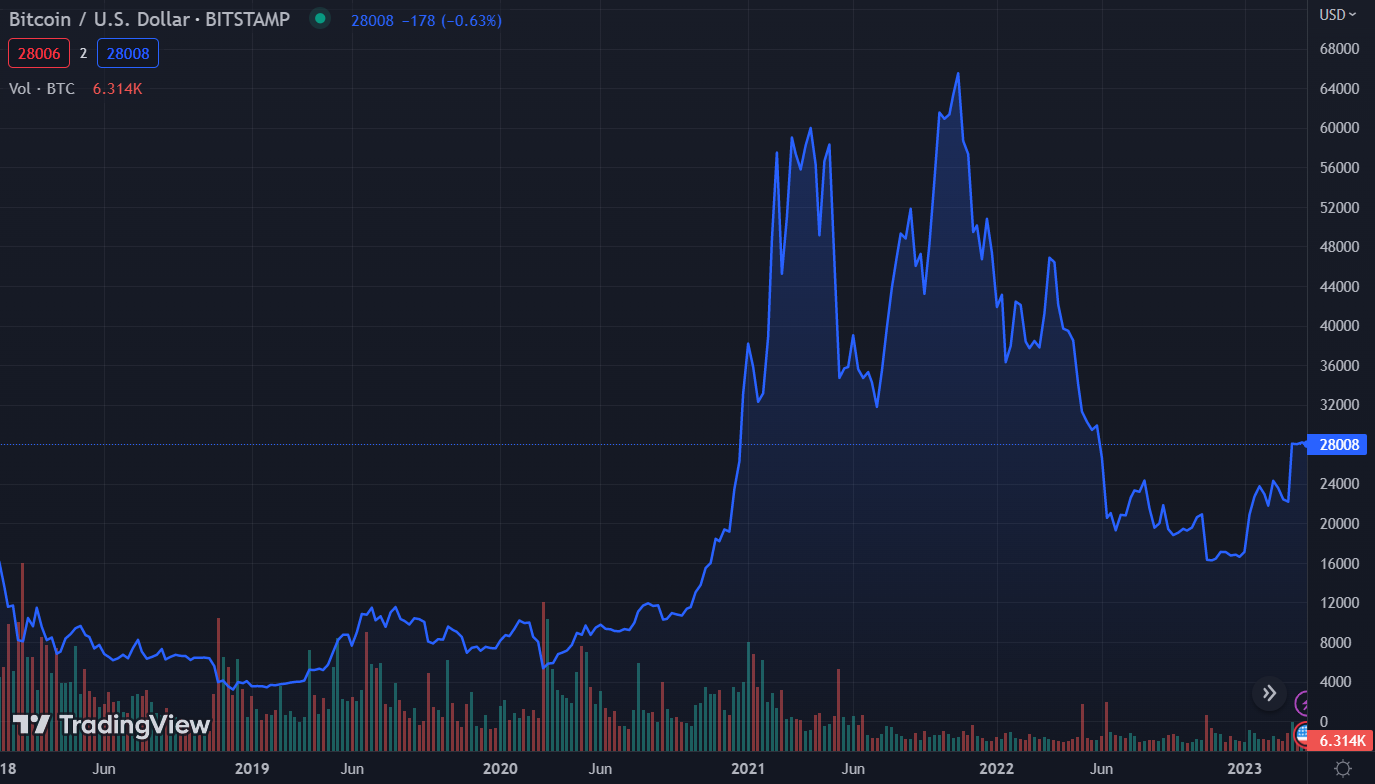 Bitcoin / U.S. Dollar · BITSTAMP 28008 −178 (−0.63%)
28006 2 28008
Vol · BTC 6.314K
USD
68000
64000
60000
56000
52000
48000
44000
40000
36000
32000
28008
24000
20000
16000
12000
8000
4000
0
6.314K
TradingView
18 Jun 2019 Jun 2020 Jun 2021 Jun 2022 Jun 2023